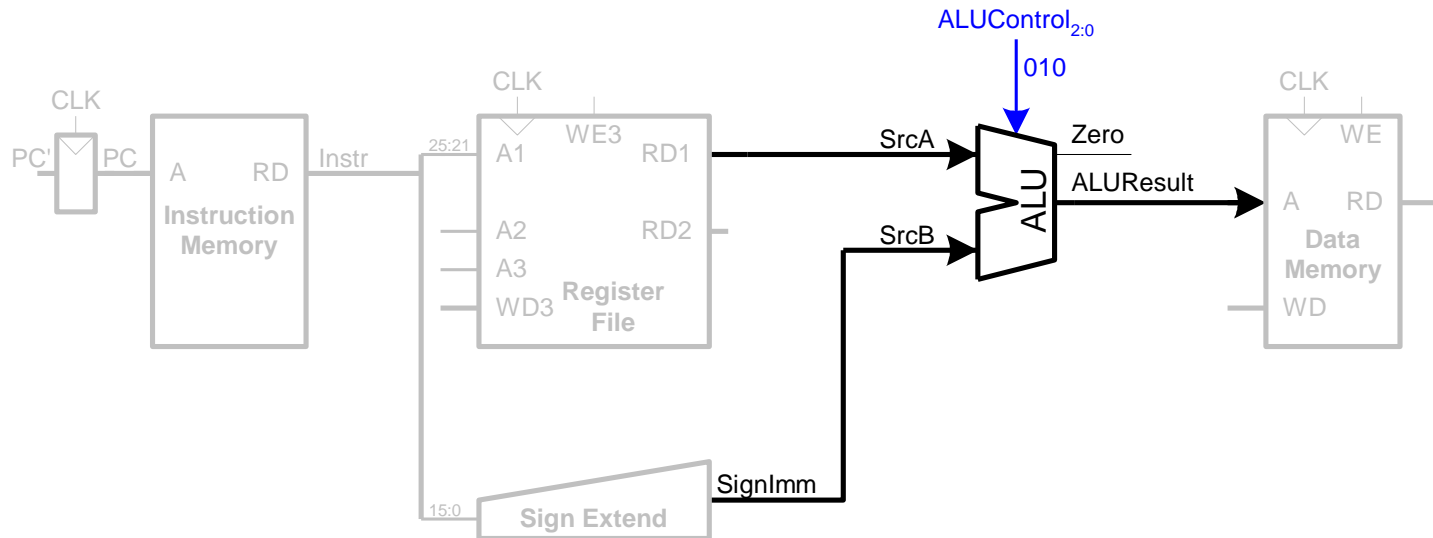 ALUControl2:0
010
CLK
CLK
CLK
PC'
PC
A
RD
Instr
Instruction
Memory
25:21
A1
WE3
RD1
A2
RD2
A3
WD3
Register
File
SrcA
SrcB
ALU
Zero
ALUResult
WE
A
RD
Data
Memory
WD
15:0
Sign Extend
SignImm